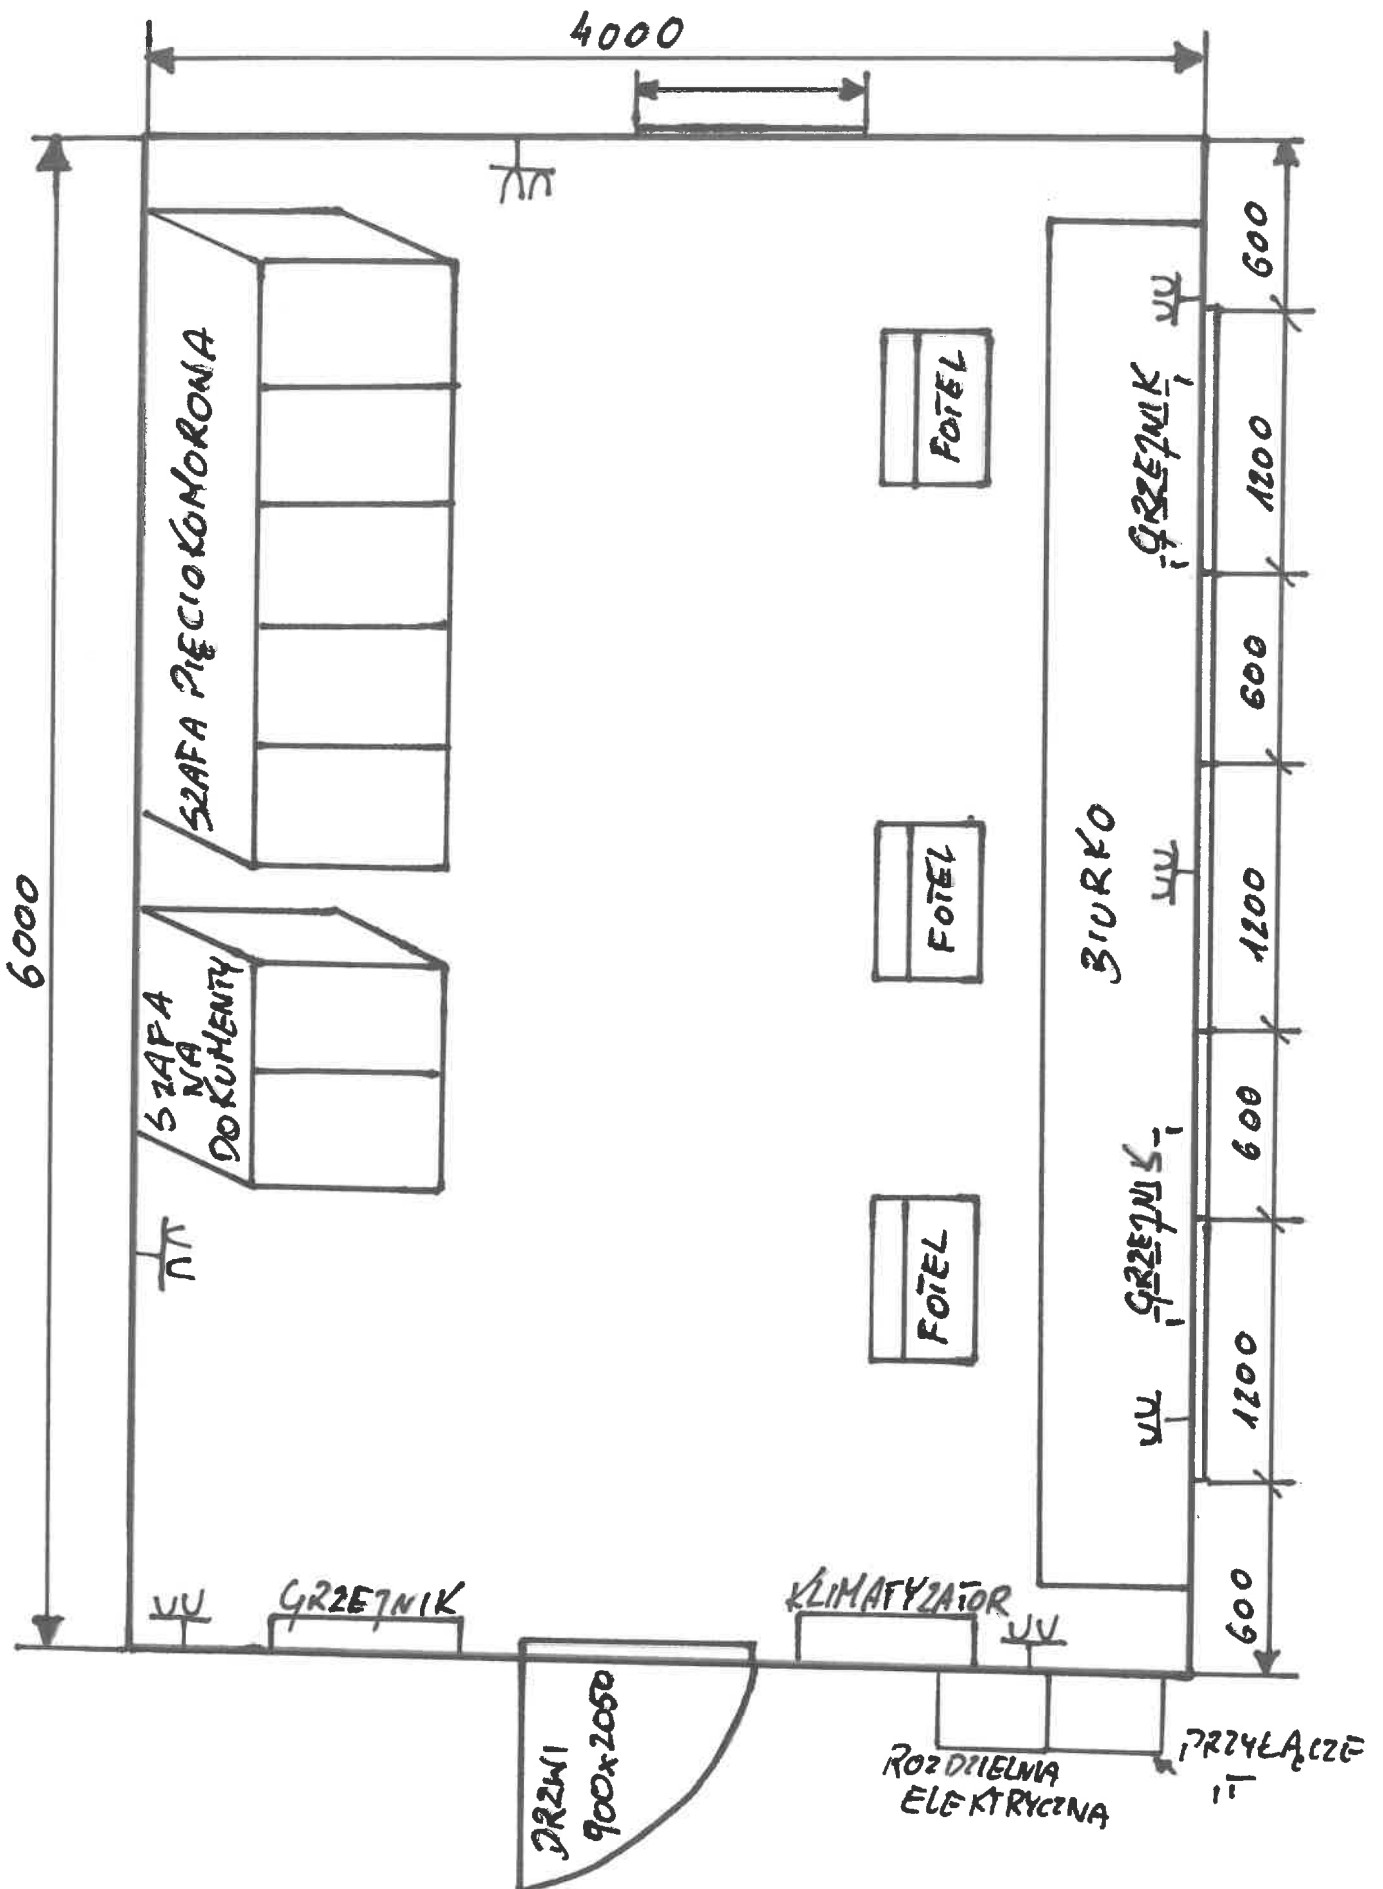 4000
6000
600
1200
600
1200
600
1200
600
SZAFA PIĘCIOKOMOROWA
SZAFA
NA
DOKUMENTY
FOTEL
FOTEL
FOTEL
BIURKO
GRZEJNIK
GRZEJNIK
GRZEJNIK
KLIMATYZATOR
DRZWI
900x2050
ROZDZIELNIA
ELEKTRYCZNA
PRZYŁĄCZE
IT